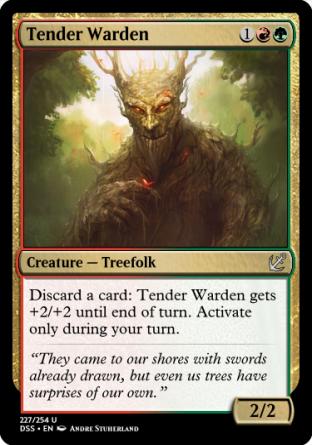 Tender Warden 1
Creature — Treefolk
Discard a card: Tender Warden gets
+2/+2 until end of turn. Activate
only during your turn.
“They came to our shores with swords
already drawn, but even us trees have
surprises of our own.”
2/2
227/254 U
DSS • EN Andre Stuherland